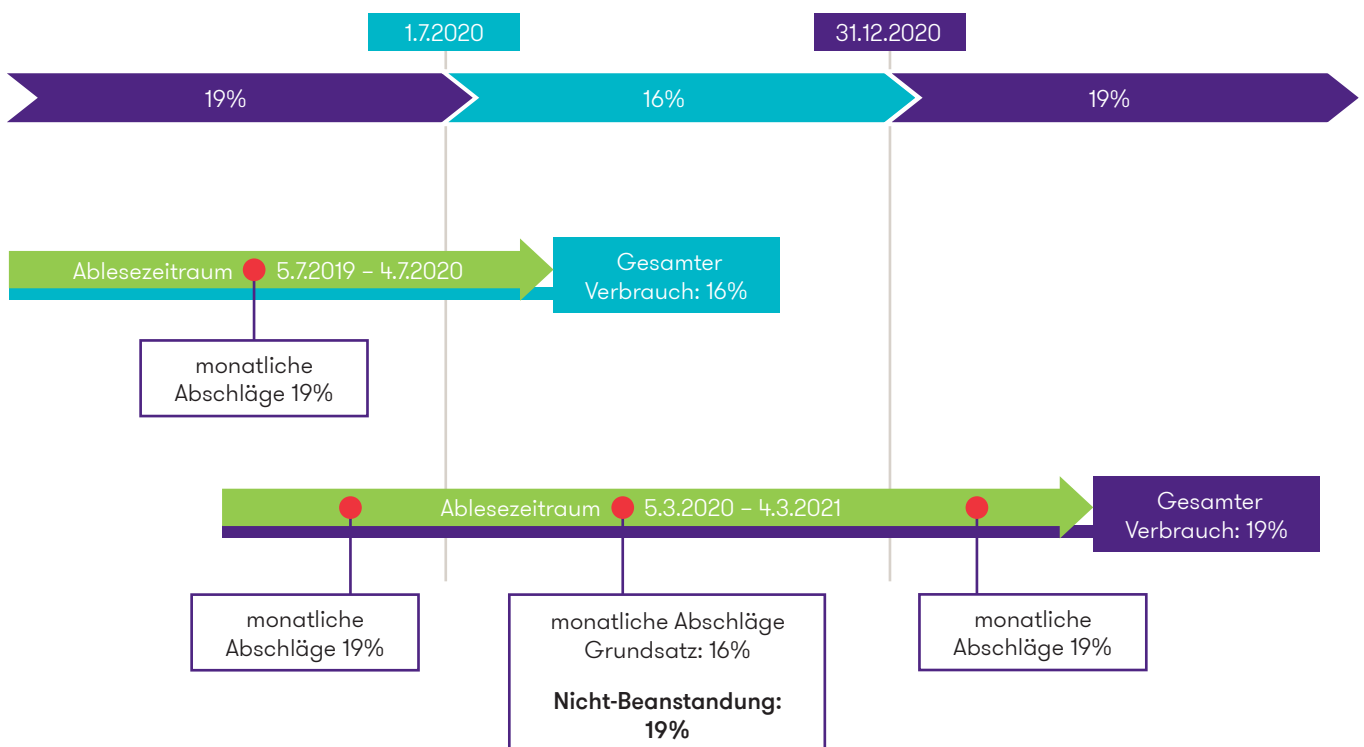 1.7.2020
31.12.2020
19%
16%
19%
Ablesezeitraum 5.7.2019 – 4.7.2020
Gesamter
Verbrauch: 16%
monatliche
Abschläge 19%
Ablesezeitraum 5.3.2020 – 4.3.2021
Gesamter
Verbrauch: 19%
monatliche
Abschläge 19%
monatliche Abschläge
Grundsatz: 16%
Nicht-Beanstandung:
19%
monatliche
Abschläge 19%